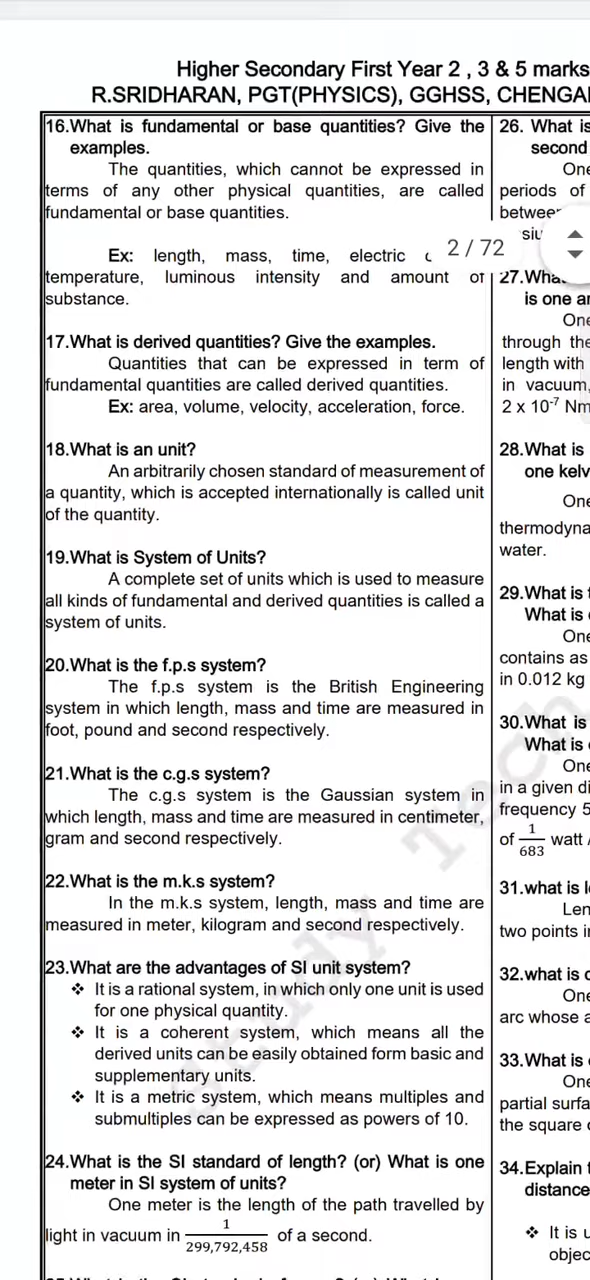 Higher Secondary First Year 2 , 3 & 5 marks
R.SRIDHARAN, PGT(PHYSICS), GGHSS,
16.What is fundamental or base quantities? Give the
examples.
The quantities, which cannot be expressed in
terms of any other physical quantities, are called
fundamental or base quantities.
Ex: length, mass, time, electric
temperature, luminous intensity and amount of
substance.
17.What is derived quantities? Give the examples.
Quantities that can be expressed in term of
fundamental quantities are called derived quantities.
Ex: area, volume, velocity, acceleration, force.
18.What is an unit?
An arbitrarily chosen standard of measurement of
a quantity, which is accepted internationally is called unit
of the quantity.
19.What is System of Units?
A complete set of units which is used to measure
all kinds of fundamental and derived quantities is called a
system of units.
20.What is the f.p.s system?
The f.p.s system is the British Engineering
system in which length, mass and time are measured in
foot, pound and second respectively.
21.What is the c.g.s system?
The c.g.s system is the Gaussian system in
which length, mass and time are measured in centimeter,
gram and second respectively.
22.What is the m.k.s system?
In the m.k.s system, length, mass and time are
measured in meter, kilogram and second respectively.
23.What are the advantages of SI unit system?
❖ It is a rational system, in which only one unit is used
for one physical quantity.
❖ It is a coherent system, which means all the
derived units can be easily obtained form basic and
supplementary units.
❖ It is a metric system, which means multiples and
submultiples can be expressed as powers of 10.
24.What is the SI standard of length? (or) What is one
meter in SI system of units?
One meter is the length of the path travelled by
light in vacuum in 1/299,792,458 of a second.
26. What is
second
periods of
2 / 72
27.
is one
through the
length with
in vacuum,
2 x 10⁻⁷ Nm
28.What is
one
water.
29.What is
What is
contains as
in 0.012 kg
30.What is
What is
in a given
frequency
of 1/683 watt
31.what is
two points
32.what is
arc whose
33.What is
partial
the square
34.Explain
distance
❖ It is
Study Tech